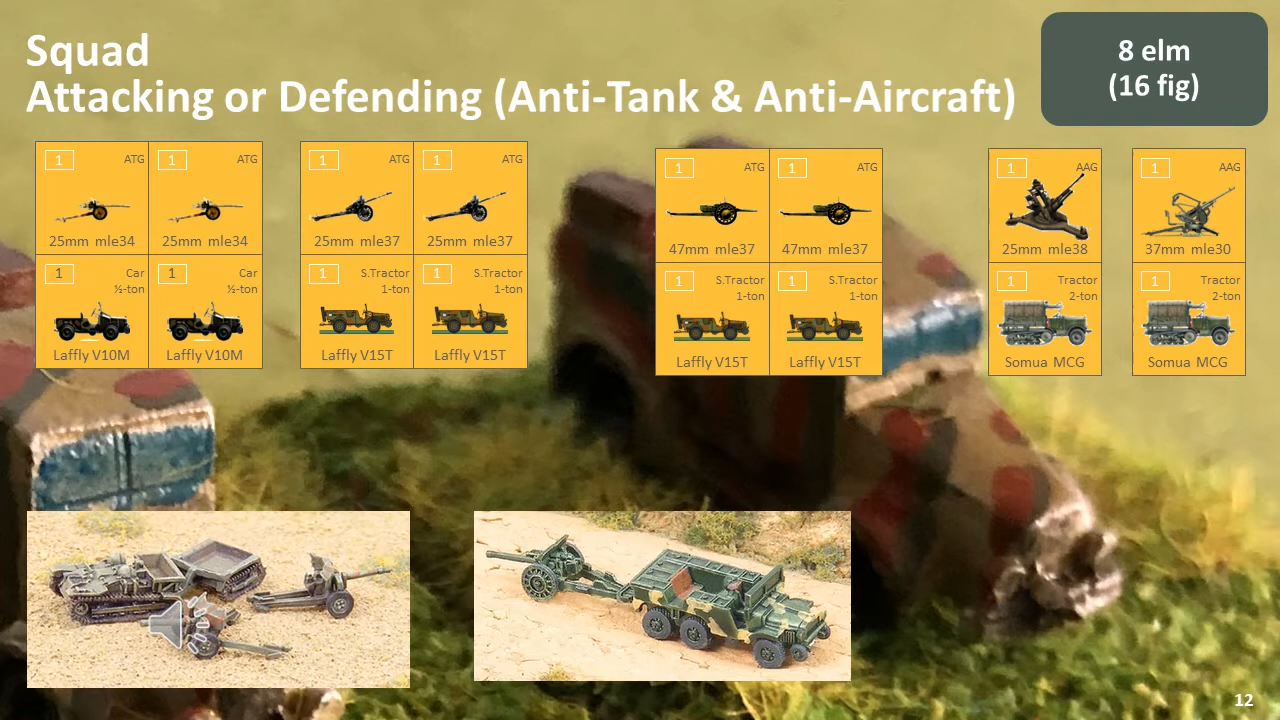 Squad
Attacking or Defending (Anti-Tank & Anti-Aircraft)
8 elm
(16 fig)
1 ATG
25mm mle34
1 ATG
25mm mle34
1 Car
½-ton
Laffly V10M
1 Car
½-ton
Laffly V10M
1 ATG
25mm mle37
1 ATG
25mm mle37
1 S.Tractor
1-ton
Laffly V15T
1 S.Tractor
1-ton
Laffly V15T
1 ATG
47mm mle37
1 ATG
47mm mle37
1 S.Tractor
1-ton
Laffly V15T
1 S.Tractor
1-ton
Laffly V15T
1 AAG
25mm mle38
1 Tractor
2-ton
Somua MCG
1 AAG
37mm mle30
1 Tractor
2-ton
Somua MCG
12